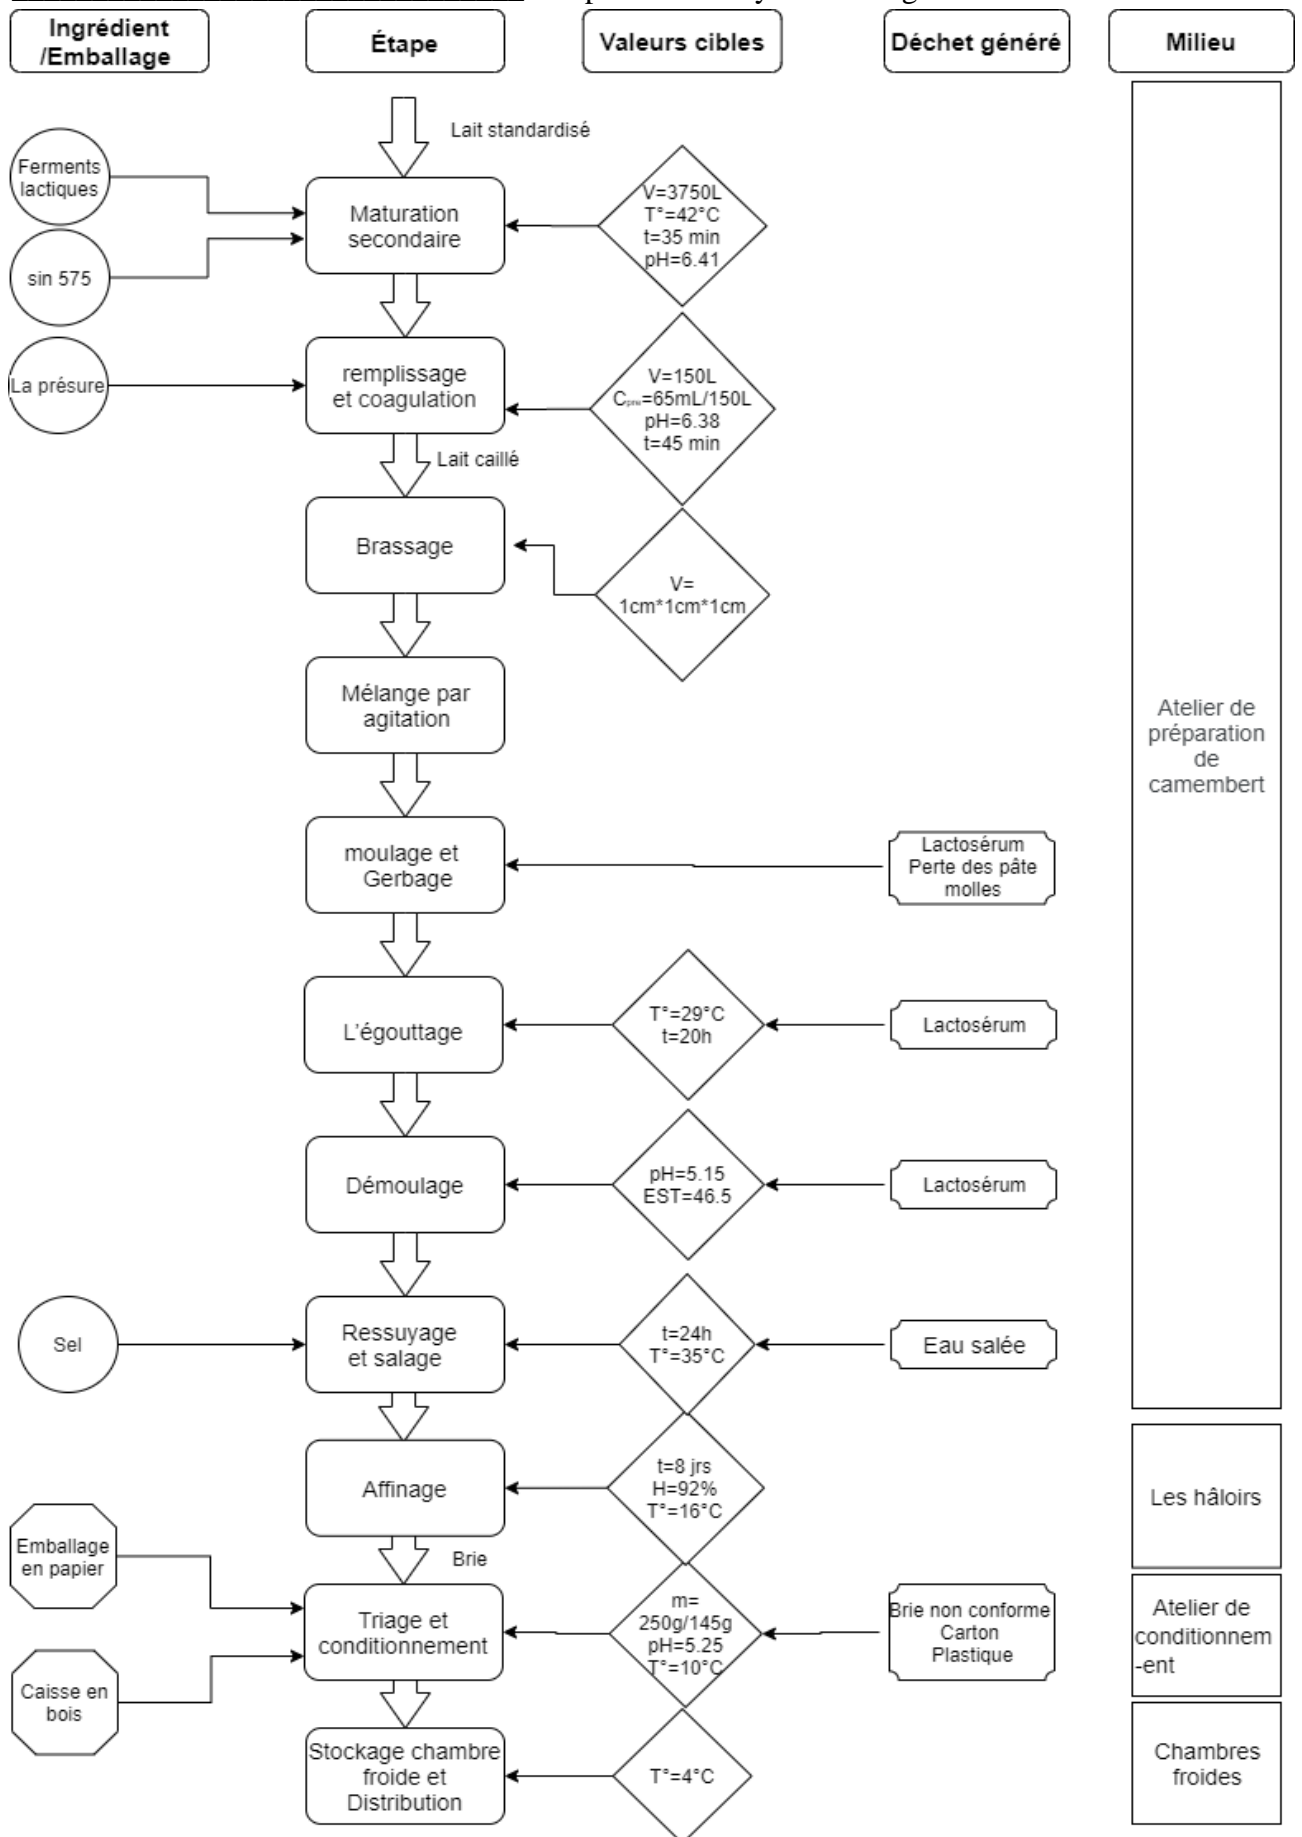 Ingrédient
/Emballage
Étape
Valeurs cibles
Déchet généré
Milieu
Lait standardisé
Ferments
lactiques
sin 575
Maturation
secondaire
V=3750L
T°=42°C
t=35 min
pH=6.41
La présure
remplissage
et coagulation
V=150L
=65mL/150L
pH=6.38
t=45 min
Lait caillé
Brassage
V=
1cm*1cm*1cm
Mélange par
agitation
Atelier de
préparation
de
camembert
moulage et
Gerbage
Lactosérum
Perte des pâte
molles
L'égouttage
T°=29°C
t=20h
Lactosérum
Démoulage
pH=5.15
EST=46.5
Lactosérum
Sel
Ressuyage
et salage
t=24h
T°=35°C
Eau salée
Affinage
t=8 jrs
H=92%
T°=16°C
Les hâloirs
Brie
Emballage
en papier
Caisse en
bois
Triage et
conditionnement
m=
250g/145g
pH=5.25
T°=10°C
Brie non conforme
Carton
Plastique
Atelier de
conditionnem
-ent
Stockage chambre
froide et
Distribution
T°=4°C
Chambres
froides